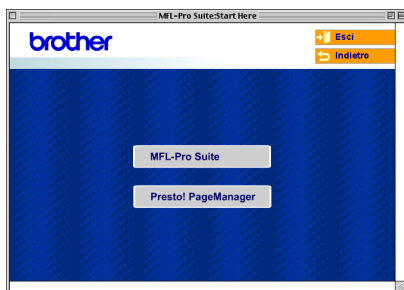 MFL-Pro Suite:Start Here
brother
Esci
Indietro
MFL-Pro Suite
Presto! PageManager